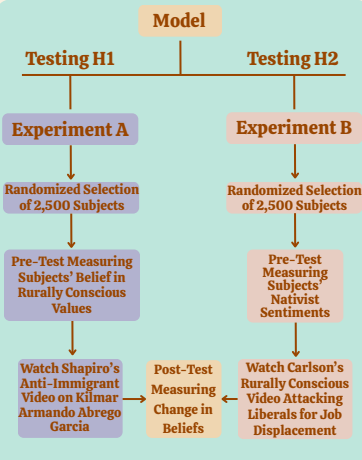 Model
Testing H1
Testing H2
Experiment A
Experiment B
Randomized Selection
of 2,500 Subjects
Randomized Selection
of 2,500 Subjects
Pre-Test Measuring
Subjects' Belief in
Rurally Conscious
Values
Pre-Test
Measuring
Subjects'
Nativist
Sentiments
Watch Shapiro's
Anti-Immigrant
Video on Kilmar
Armando Abrego
Garcia
Post-Test
Measuring
Change in
Beliefs
Watch Carlson's
Rurally Conscious
Video Attacking
Liberals for Job
Displacement